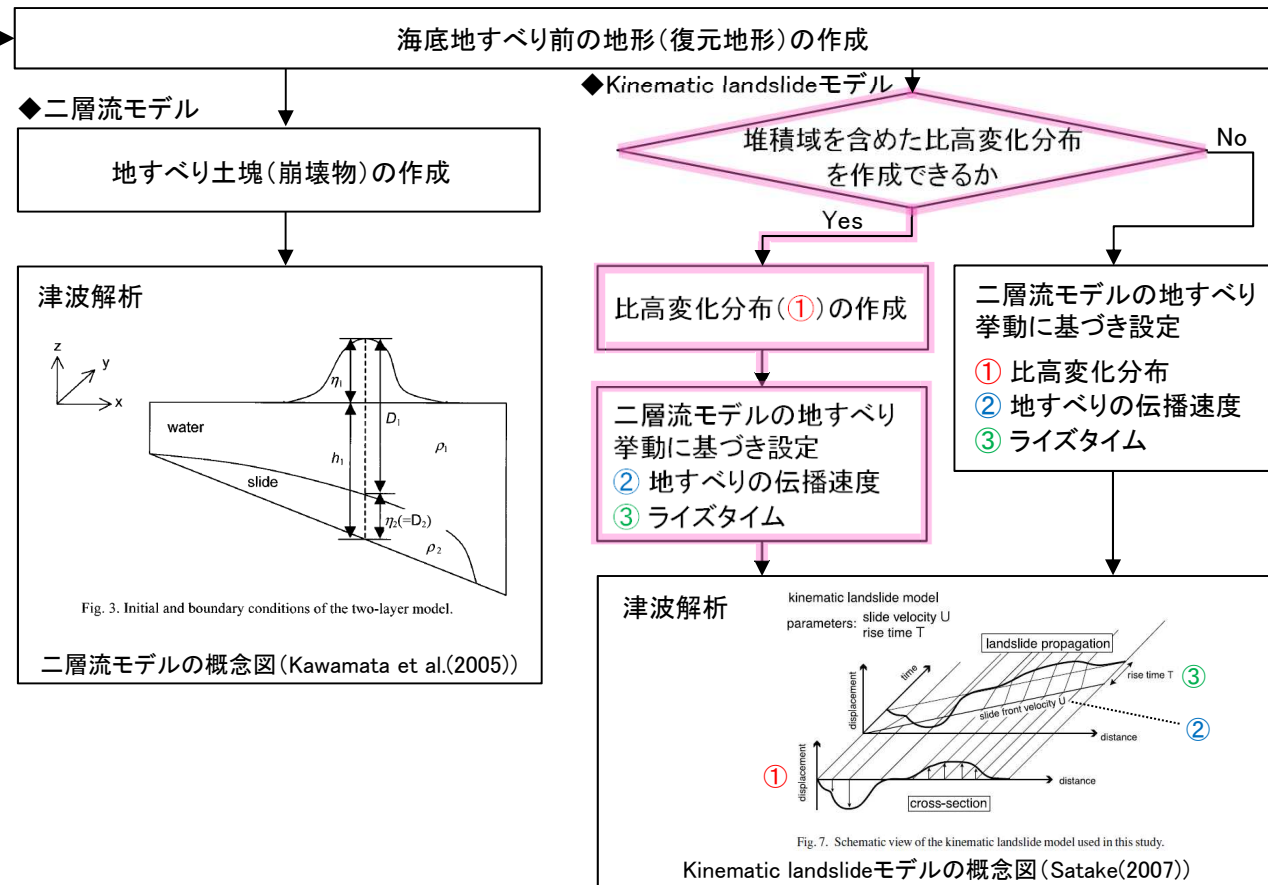 海底地すべり前の地形(復元地形)の作成
◆二層流モデル
地すべり土塊(崩壊物)の作成
津波解析
z
y
x
η1
D1
water
h1
ρ1
slide
η2(=D2)
ρ2
Fig. 3. Initial and boundary conditions of the two-layer model.
二層流モデルの概念図(Kawamata et al.(2005))
◆Kinematic landslideモデル
堆積域を含めた比高変化分布
を作成できるか
No
Yes
比高変化分布(①)の作成
二層流モデルの地すべり
挙動に基づき設定
② 地すべりの伝播速度
③ ライズタイム
二層流モデルの地すべり
挙動に基づき設定
① 比高変化分布
② 地すべりの伝播速度
③ ライズタイム
津波解析
kinematic landslide model
parameters: slide velocity U
rise time T
landslide propagation
time
displacement
rise time T
③
slide front velocity U
②
distance
①
displacement
distance
cross-section
Fig. 7. Schematic view of the kinematic landslide model used in this study.
Kinematic landslideモデルの概念図(Satake(2007))